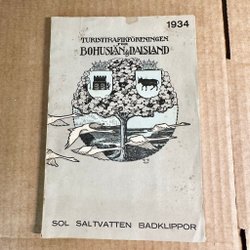 1934
TURISTTRAFIKFÖRENINGEN
FÖR
BOHUSLÄN & DALSLAND
SOL SALTVATTEN BADKLIPPOR